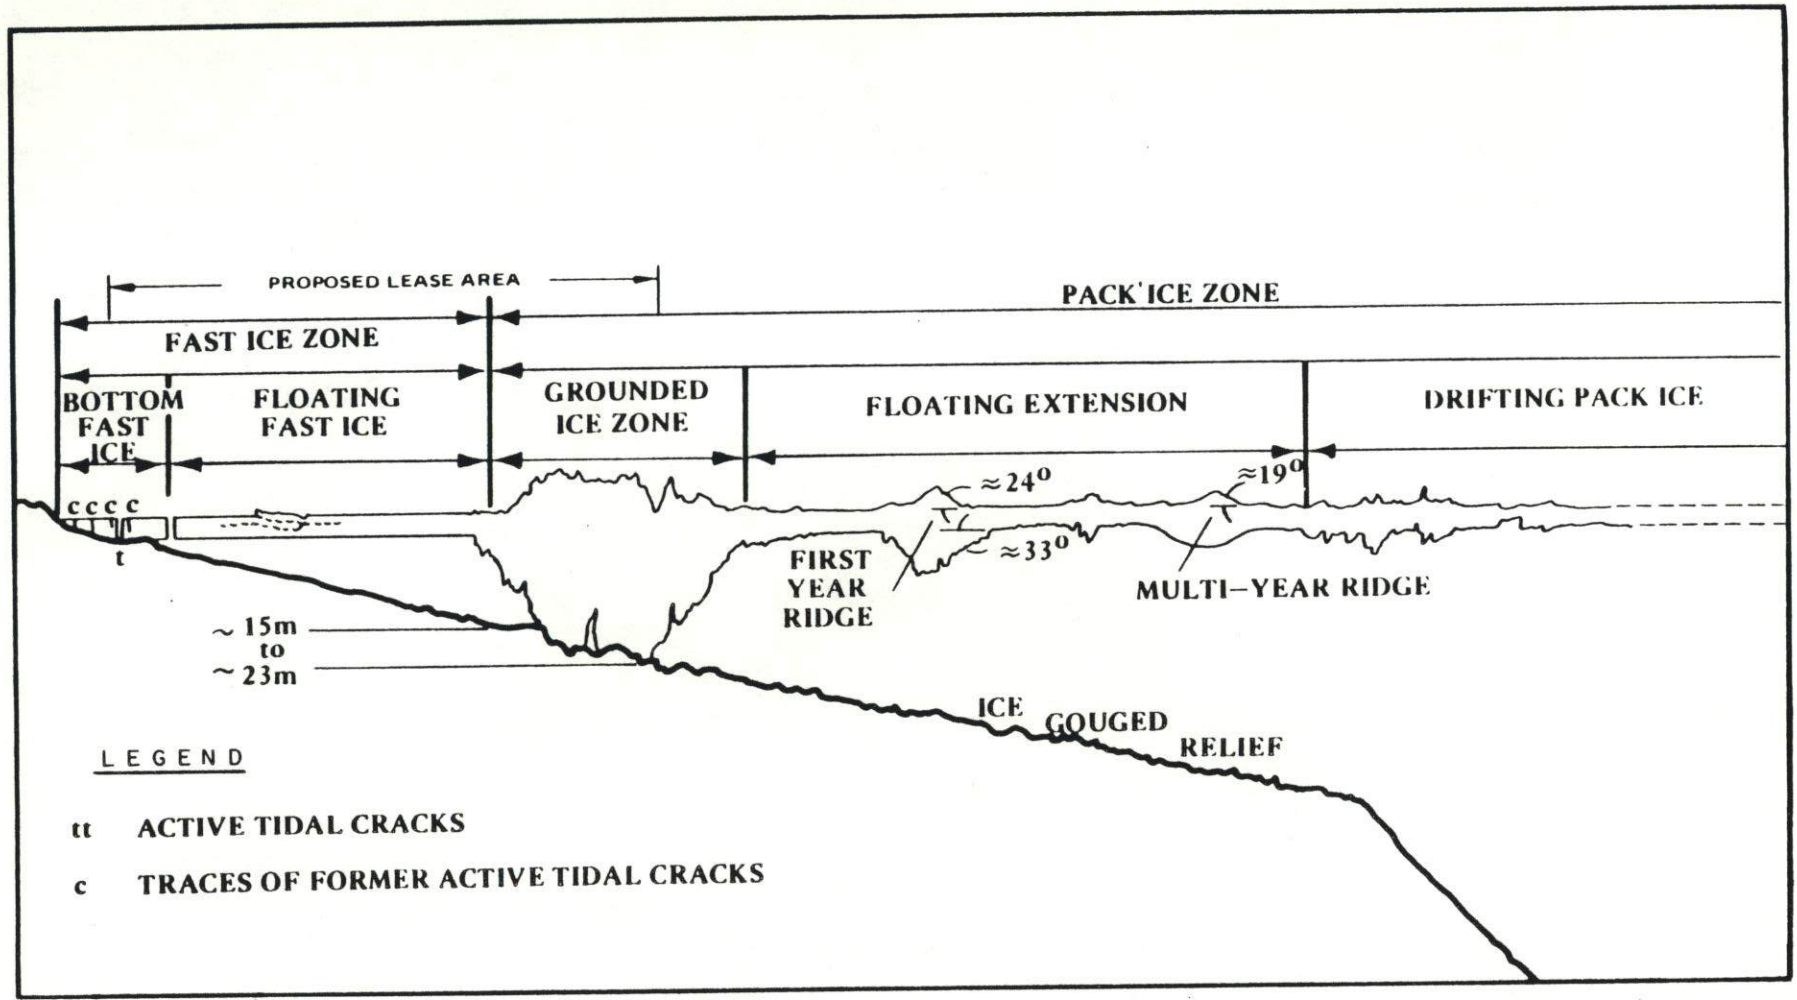 PROPOSED LEASE AREA
PACK ICE ZONE
FAST ICE ZONE
BOTTOM
FAST
ICE
FLOATING
FAST ICE
GROUNDED
ICE ZONE
FLOATING EXTENSION
DRIFTING PACK ICE
≈24°
≈19°
c c c c
t
≈33°
FIRST
YEAR
RIDGE
MULTI-YEAR RIDGE
~ 15m
to
~ 23m
ICE GOUGED RELIEF
LEGEND
tt ACTIVE TIDAL CRACKS
c TRACES OF FORMER ACTIVE TIDAL CRACKS